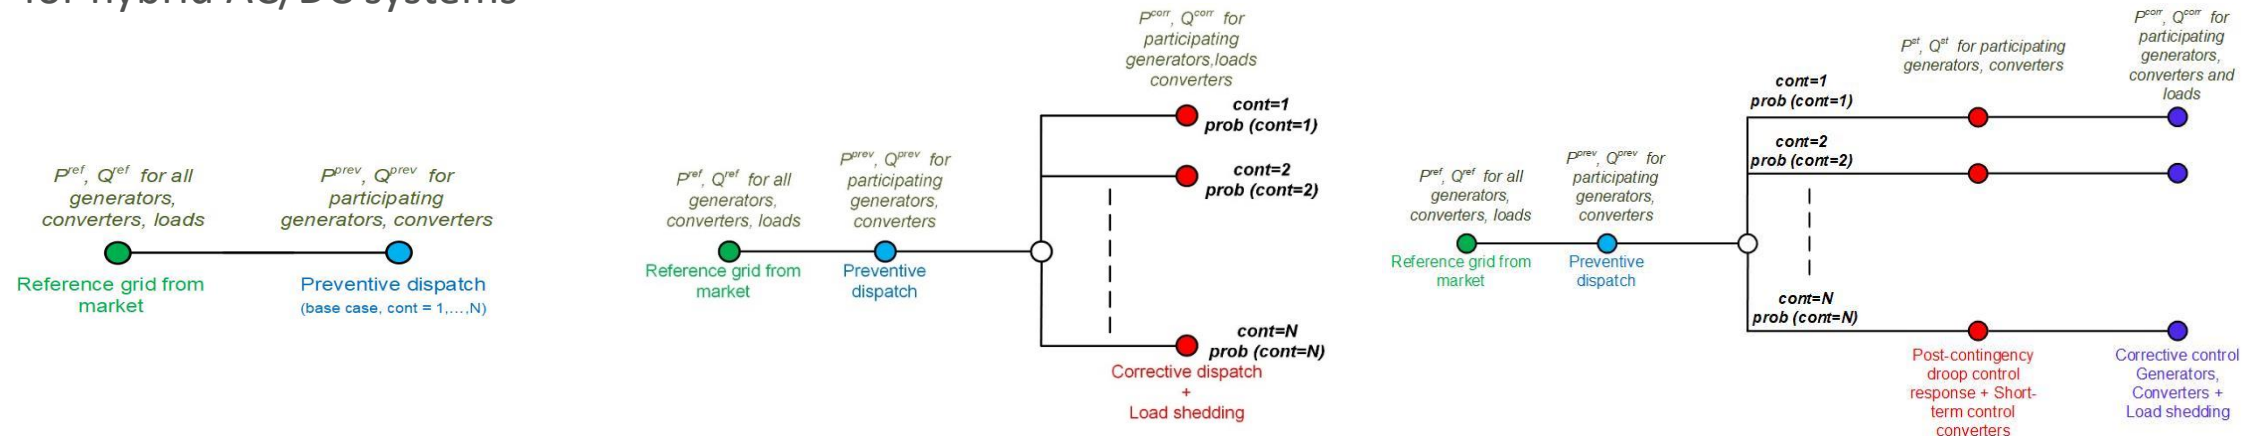 for hybrid AC/DC systems
P^ref, Q^ref for all
generators,
converters, loads
P^prev, Q^prev for
participating
generators, converters
Reference grid from
market
Preventive dispatch
(base case, cont = 1,...,N)
P^ref, Q^ref for all
generators,
converters, loads
P^prev, Q^prev for
participating
generators,
converters
Reference grid from
market
Preventive
dispatch
P^corr, Q^corr for
participating
generators,loads
converters
cont=1
prob (cont=1)
cont=2
prob (cont=2)
cont=N
prob (cont=N)
Corrective dispatch
+
Load shedding
P^ref, Q^ref for all
generators,
converters, loads
P^prev, Q^prev for
participating
generators,
converters
Reference grid from
market
Preventive
dispatch
cont=1
prob (cont=1)
cont=2
prob (cont=2)
cont=N
prob (cont=N)
P^st, Q^st for participating
generators, converters
P^corr, Q^corr for
participating
generators,
converters and
loads
Post-contingency
droop control
response + Short-
term control
converters
Corrective control
Generators,
Converters +
Load shedding